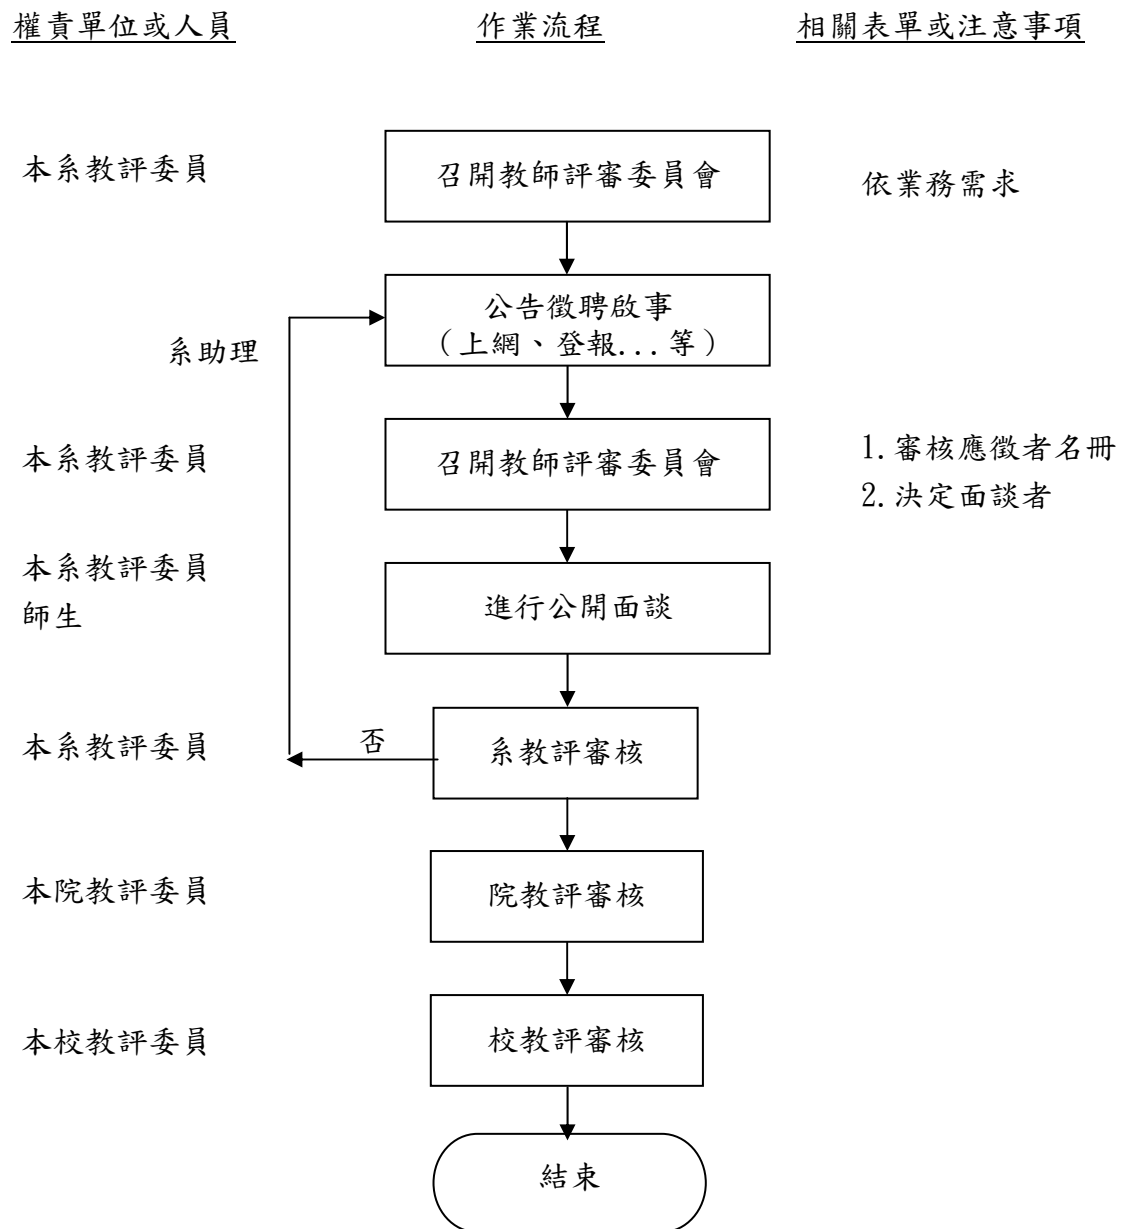 權責單位或人員
作業流程
相關表單或注意事項
本系教評委員
召開教師評審委員會
依業務需求
公告徵聘啟事
（上網、登報...等）
系助理
本系教評委員
召開教師評審委員會
1.審核應徵者名冊
2.決定面談者
本系教評委員
師生
進行公開面談
本系教評委員
否
系教評審核
本院教評委員
院教評審核
本校教評委員
校教評審核
結束